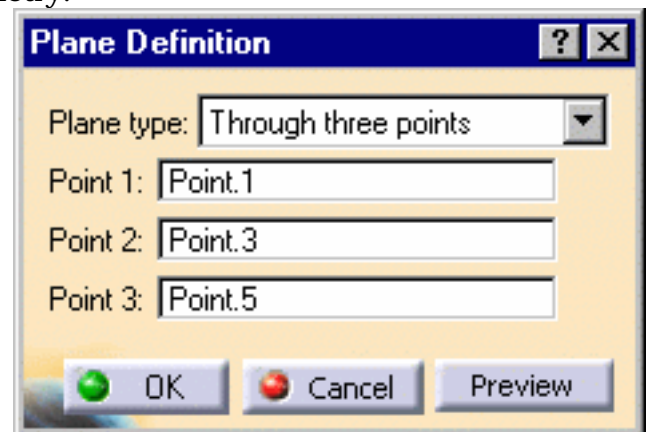 Plane Definition ? ×
Plane type: Through three points
Point 1: Point.1
Point 2: Point.3
Point 3: Point.5
OK Cancel Preview